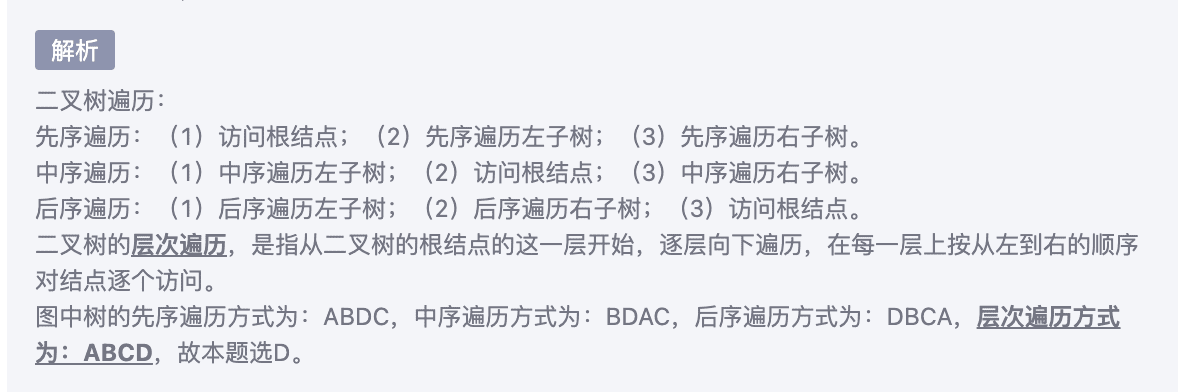 解析
二叉树遍历：
先序遍历：（1）访问根结点；（2）先序遍历左子树；（3）先序遍历右子树。
中序遍历：（1）中序遍历左子树；（2）访问根结点；（3）中序遍历右子树。
后序遍历：（1）后序遍历左子树；（2）后序遍历右子树；（3）访问根结点。
二叉树的层次遍历，是指从二叉树的根结点的这一层开始，逐层向下遍历，在每一层上按从左到右的顺序
对结点逐个访问。
图中树的先序遍历方式为：ABDC，中序遍历方式为：BDAC，后序遍历方式为：DBCA，层次遍历方式
为：ABCD，故本题选D。